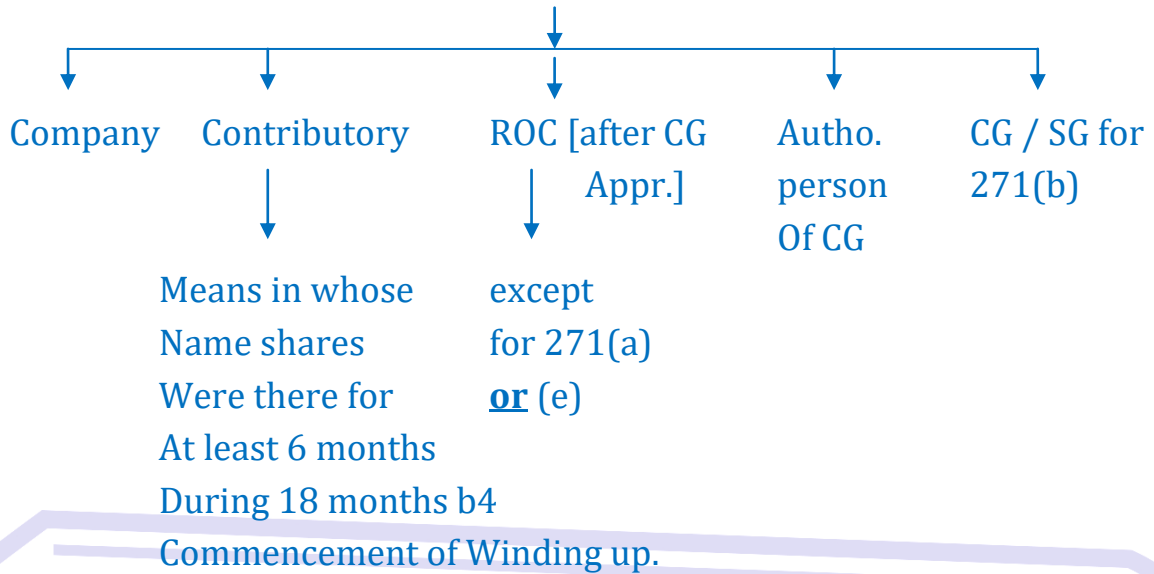 Company Contributory ROC [after CG Autho. CG / SG for
Appr.] person 271(b)
Of CG
Means in whose except
Name shares for 271(a)
Were there for or (e)
At least 6 months
During 18 months b4
Commencement of Winding up.